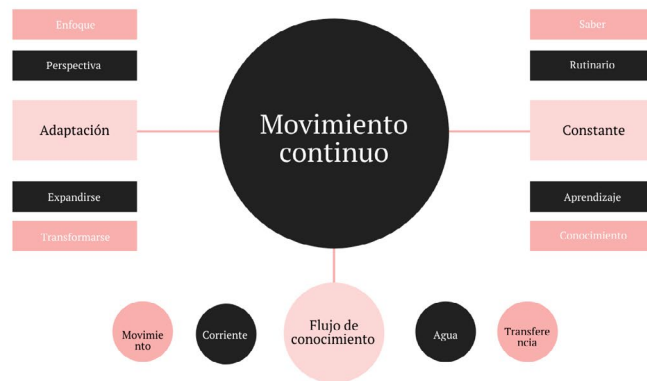 Enfoque
Saber
Perspectiva
Rutinario
Adaptación
Movimiento
continuo
Constante
Expandirse
Aprendizaje
Transformarse
Conocimiento
Movimie
nto
Corriente
Flujo de
conocimiento
Agua
Transfere
ncia